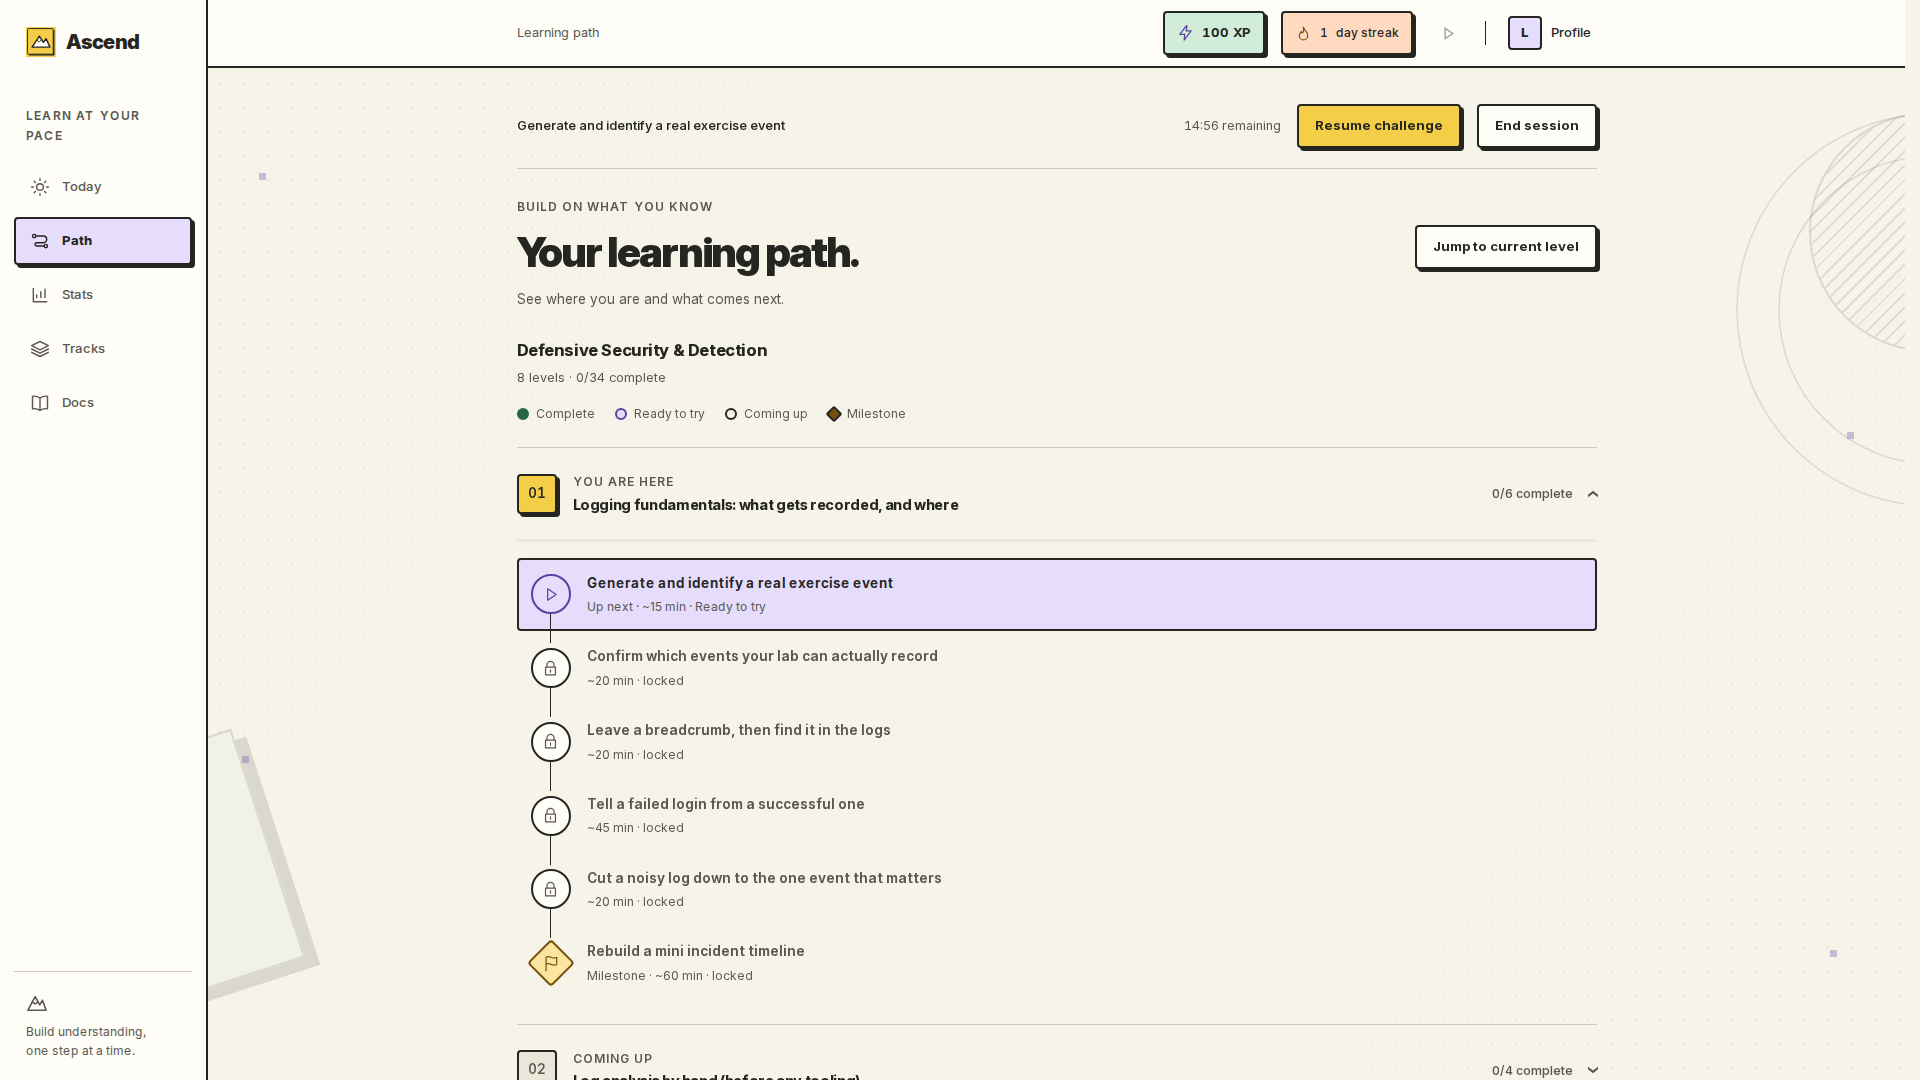 Ascend
LEARN AT YOUR
PACE
Today
Path
Stats
Tracks
Docs
Build understanding,
one step at a time.
Learning path
100 XP
1 day streak
L
Profile
Generate and identify a real exercise event
14:56 remaining
Resume challenge
End session
BUILD ON WHAT YOU KNOW
Your learning path.
Jump to current level
See where you are and what comes next.
Defensive Security & Detection
8 levels · 0/34 complete
Complete
Ready to try
Coming up
Milestone
01
YOU ARE HERE
Logging fundamentals: what gets recorded, and where
0/6 complete
Generate and identify a real exercise event
Up next · ~15 min · Ready to try
Confirm which events your lab can actually record
~20 min · locked
Leave a breadcrumb, then find it in the logs
~20 min · locked
Tell a failed login from a successful one
~45 min · locked
Cut a noisy log down to the one event that matters
~20 min · locked
Rebuild a mini incident timeline
Milestone · ~60 min · locked
02
COMING UP
Log analysis by hand (before any tooling)
0/4 complete